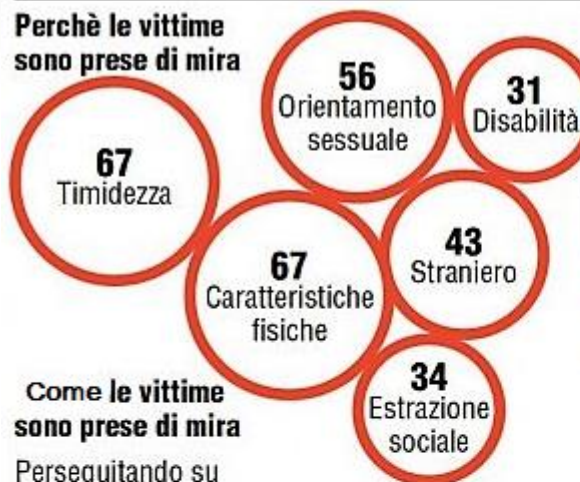 Perchè le vittime
sono prese di mira
67
Timidezza
56
Orientamento
sessuale
31
Disabilità
67
Caratteristiche
fisiche
43
Straniero
34
Estrazione
sociale
Come le vittime
sono prese di mira
Perseguitando su